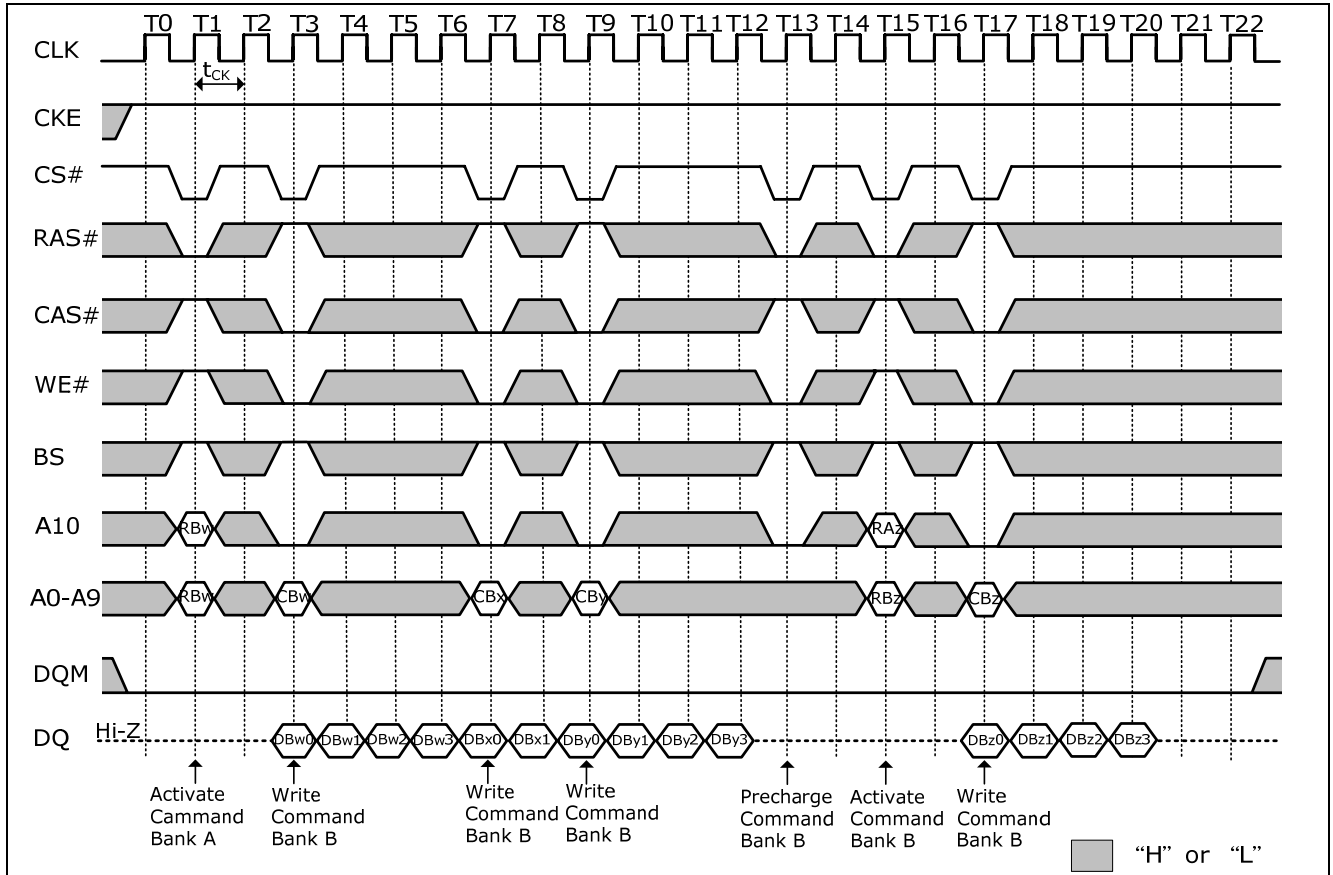 T0 T1 T2 T3 T4 T5 T6 T7 T8 T9 T10 T11 T12 T13 T14 T15 T16 T17 T18 T19 T20 T21 T22
CLK
tCK
CKE
CS#
RAS#
CAS#
WE#
BS
A10 RBw RAz
A0-A9 RBw CBw CBx CBy RBz CBz
DQM
DQ Hi-Z DBw0 DBw1 DBw2 DBw3 DBx0 DBx1 DBy0 DBy1 DBy2 DBy3 DBz0 DBz1 DBz2 DBz3
Activate
Cammand
Bank A
Write
Command
Bank B
Write
Command
Bank B
Write
Command
Bank B
Precharge
Command
Bank B
Activate
Command
Bank B
Write
Command
Bank B
“H” or “L”